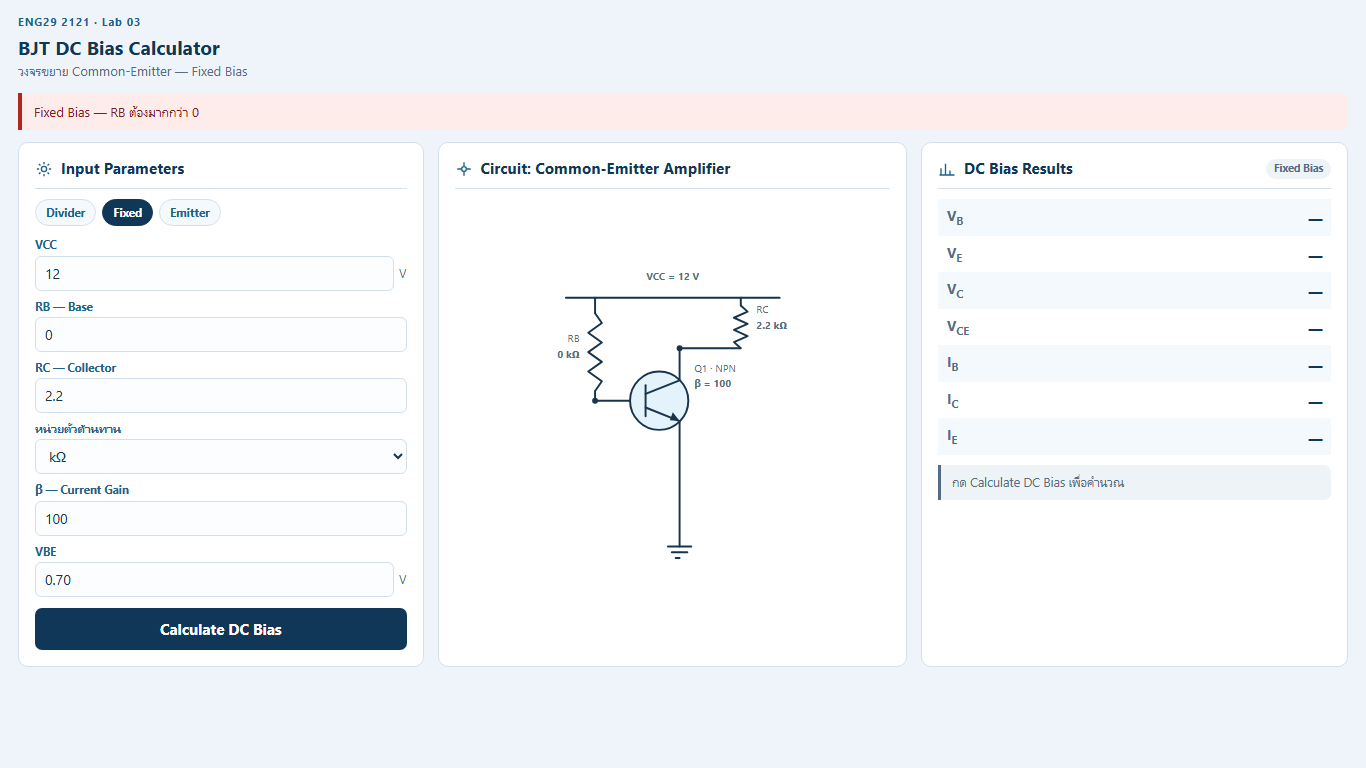 ENG29 2121 · Lab 03
BJT DC Bias Calculator
วงจรขยาย Common-Emitter — Fixed Bias
Fixed Bias — RB ต้องมากกว่า 0
Input Parameters
Divider
Fixed
Emitter
VCC
12
V
RB — Base
0
RC — Collector
2.2
หน่วยตัวต้านทาน
kΩ
β — Current Gain
100
VBE
0.70
V
Calculate DC Bias
Circuit: Common-Emitter Amplifier
VCC = 12 V
RC
2.2 kΩ
RB
0 kΩ
Q1 · NPN
β = 100
DC Bias Results
Fixed Bias
VB —
VE —
VC —
VCE —
IB —
IC —
IE —
กด Calculate DC Bias เพื่อคำนวณ